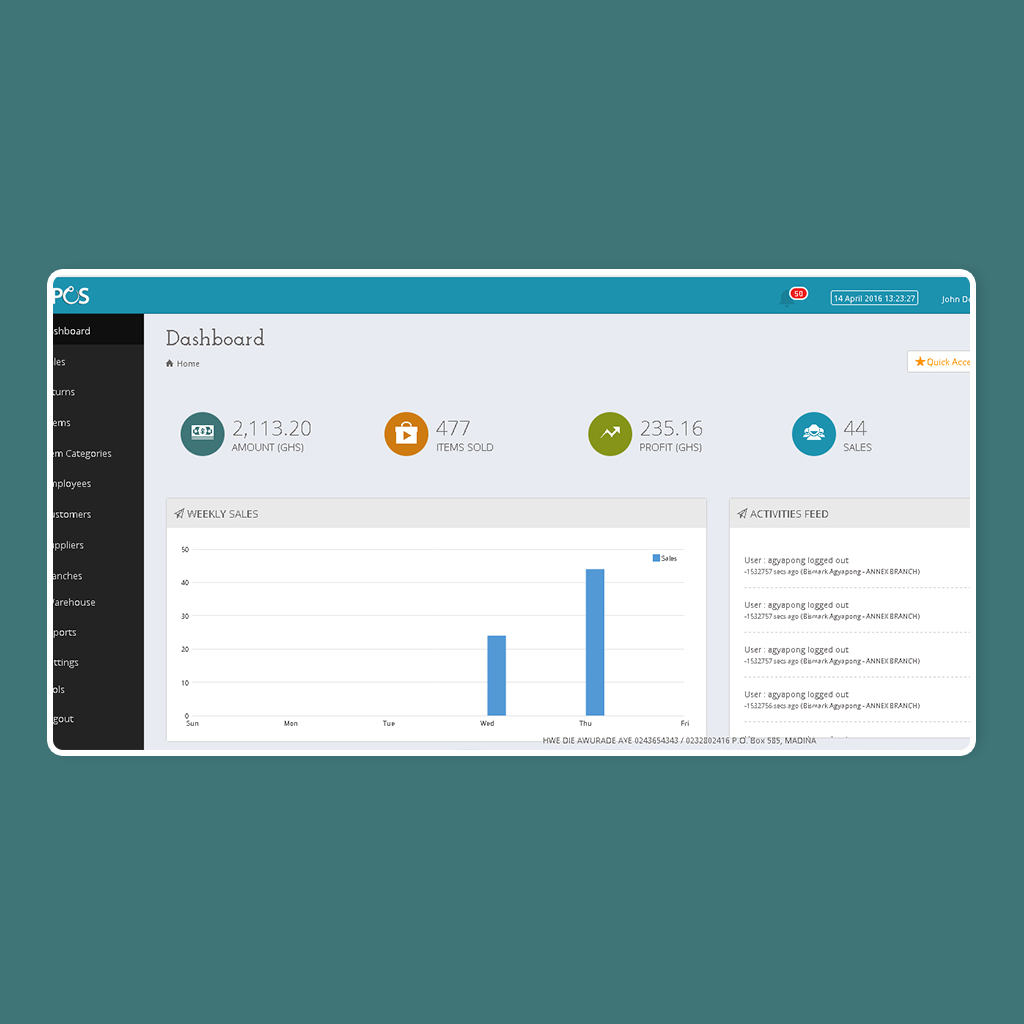 POS
50
14 April 2016 13:23:27
John Do
shboard
les
turns
ems
em Categories
mployees
ustomers
uppliers
anches
Varehouse
ports
ttings
ols
gout
Dashboard
Home
Quick Acce
2,113.20
AMOUNT (GHS)
477
ITEMS SOLD
235.16
PROFIT (GHS)
44
SALES
WEEKLY SALES
50
40
30
20
10
0
Sales
Sun
Mon
Tue
Wed
Thu
Fri
ACTIVITIES FEED
User : agyapong logged out
-1532757 secs ago (Bismark Agyapong - ANNEX BRANCH)
User : agyapong logged out
-1532757 secs ago (Bismark Agyapong - ANNEX BRANCH)
User : agyapong logged out
-1532757 secs ago (Bismark Agyapong - ANNEX BRANCH)
User : agyapong logged out
-1532756 secs ago (Bismark Agyapong - ANNEX BRANCH)
HWE DIE AWURADE AYE 0243654343 / 0232802416 P.O. Box 585, MADINA